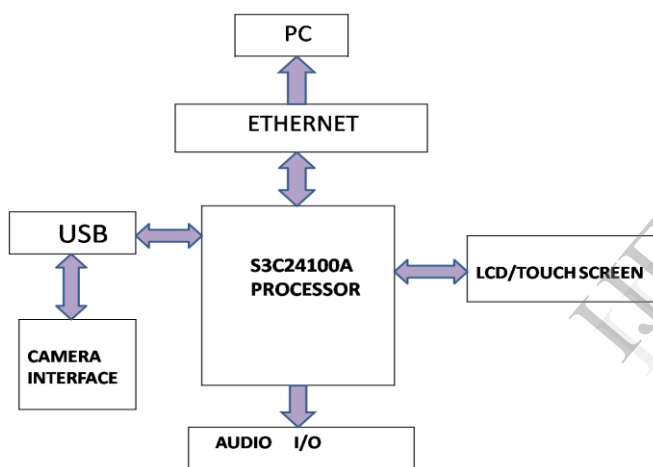 PC
ETHERNET
USB
S3C24100A
PROCESSOR
LCD/TOUCH SCREEN
CAMERA
INTERFACE
AUDIO I/O